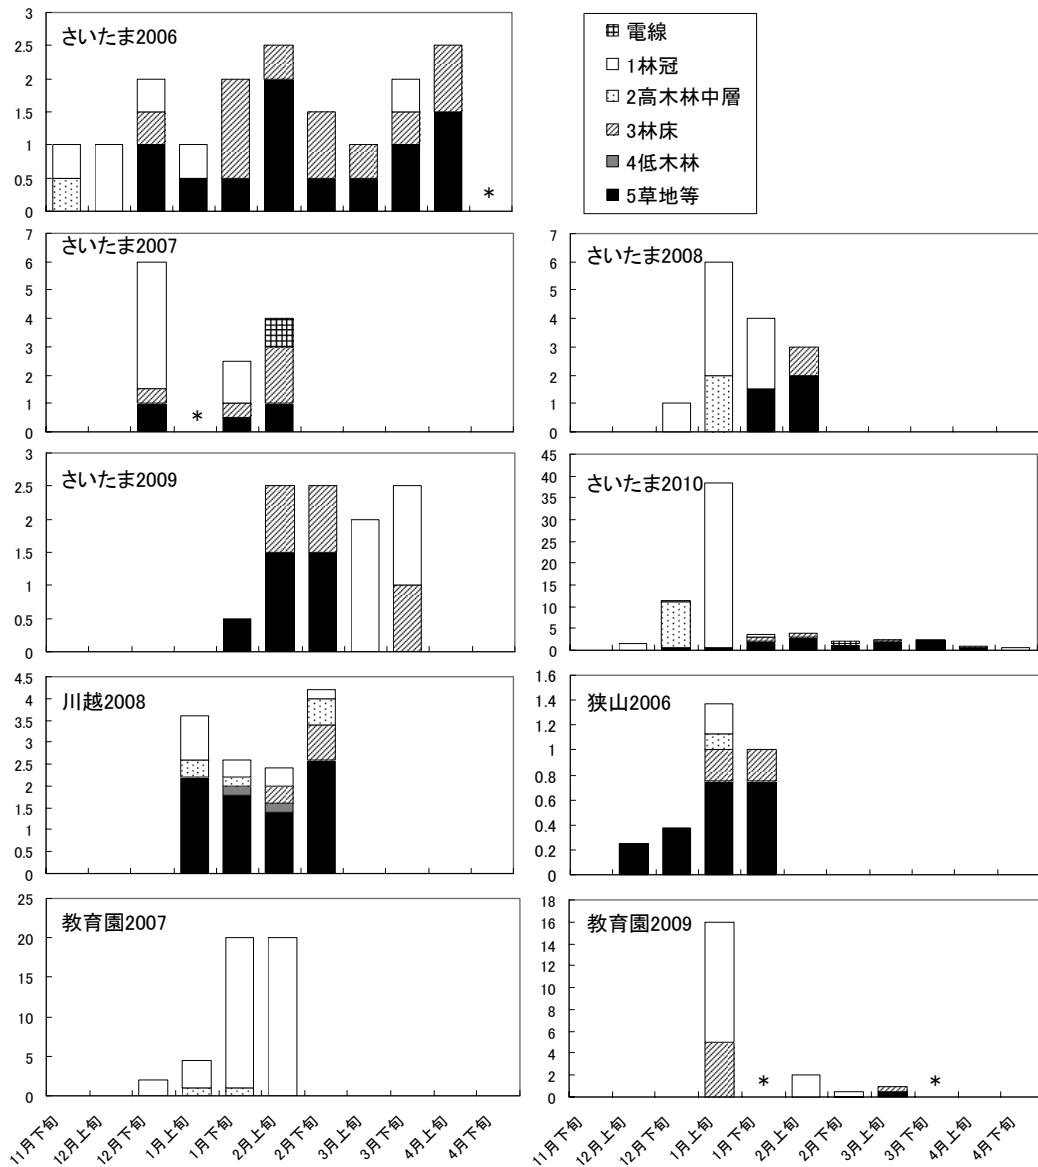 さいたま2006
3
2.5
2
1.5
1
0.5
0
*
電線
1林冠
2高木林中層
3林床
4低木林
5草地等
さいたま2007
7
6
5
4
3
2
1
0
*
さいたま2008
7
6
5
4
3
2
1
0
さいたま2009
3
2.5
2
1.5
1
0.5
0
さいたま2010
45
40
35
30
25
20
15
10
5
0
川越2008
4.5
4
3.5
3
2.5
2
1.5
1
0.5
0
狭山2006
1.6
1.4
1.2
1
0.8
0.6
0.4
0.2
0
教育園2007
25
20
15
10
5
0
11月下旬
12月上旬
12月下旬
1月上旬
1月下旬
2月上旬
2月下旬
3月上旬
3月下旬
4月上旬
4月下旬
教育園2009
18
16
14
12
10
8
6
4
2
0
*
*
11月下旬
12月上旬
12月下旬
1月上旬
1月下旬
2月上旬
2月下旬
3月上旬
3月下旬
4月上旬
4月下旬